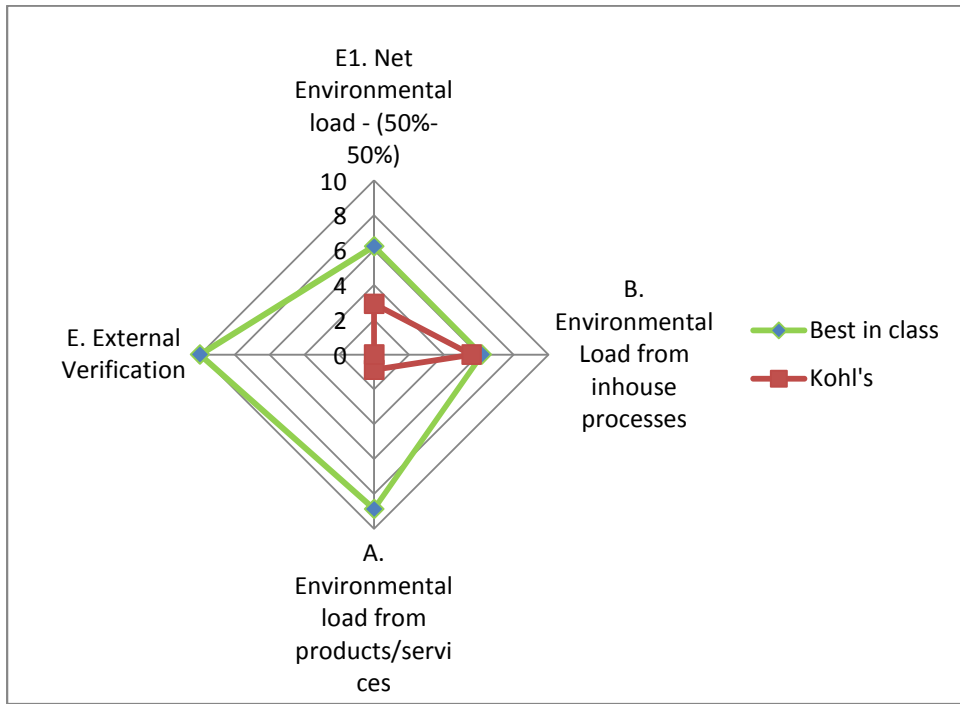 E1. Net
Environmental
load - (50%-
50%)
10
8
6
4
2
0
B.
Environmental
Load from
inhouse
processes
E. External
Verification
A.
Environmental
load from
products/servi
ces
Best in class
Kohl's